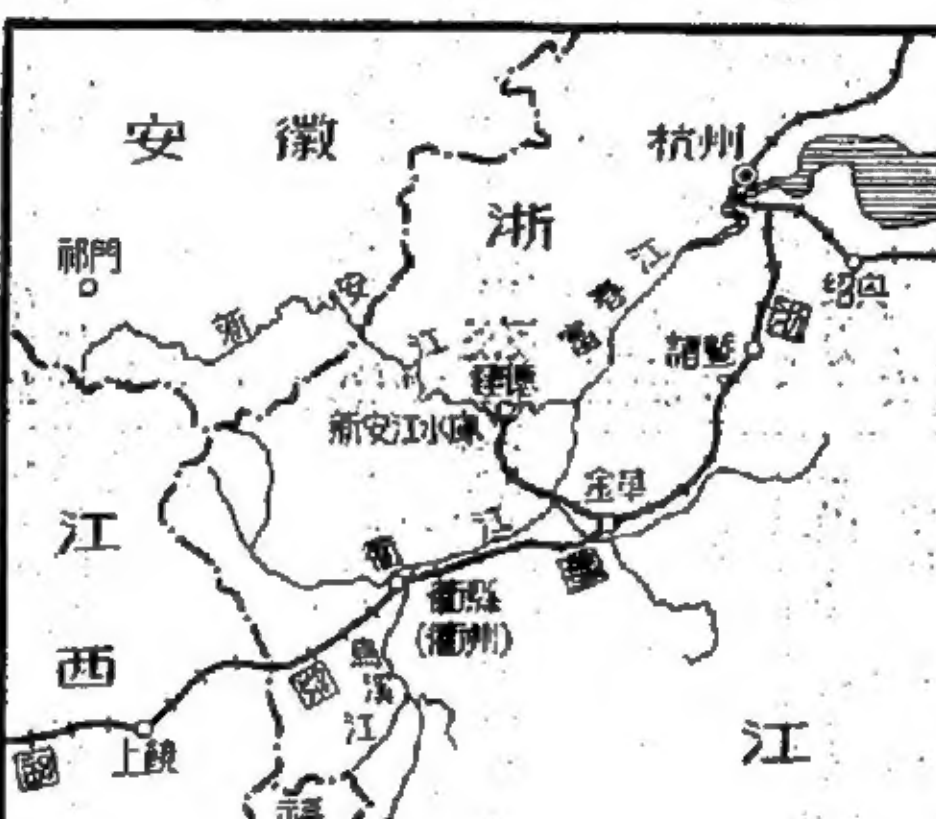 安徽
杭州
浙
祁門
富春江
紹興
新安江
諸暨
建德
新安江水庫
金華
江
衢江
衢縣
(衢州)
西
烏溪江
江
上饒